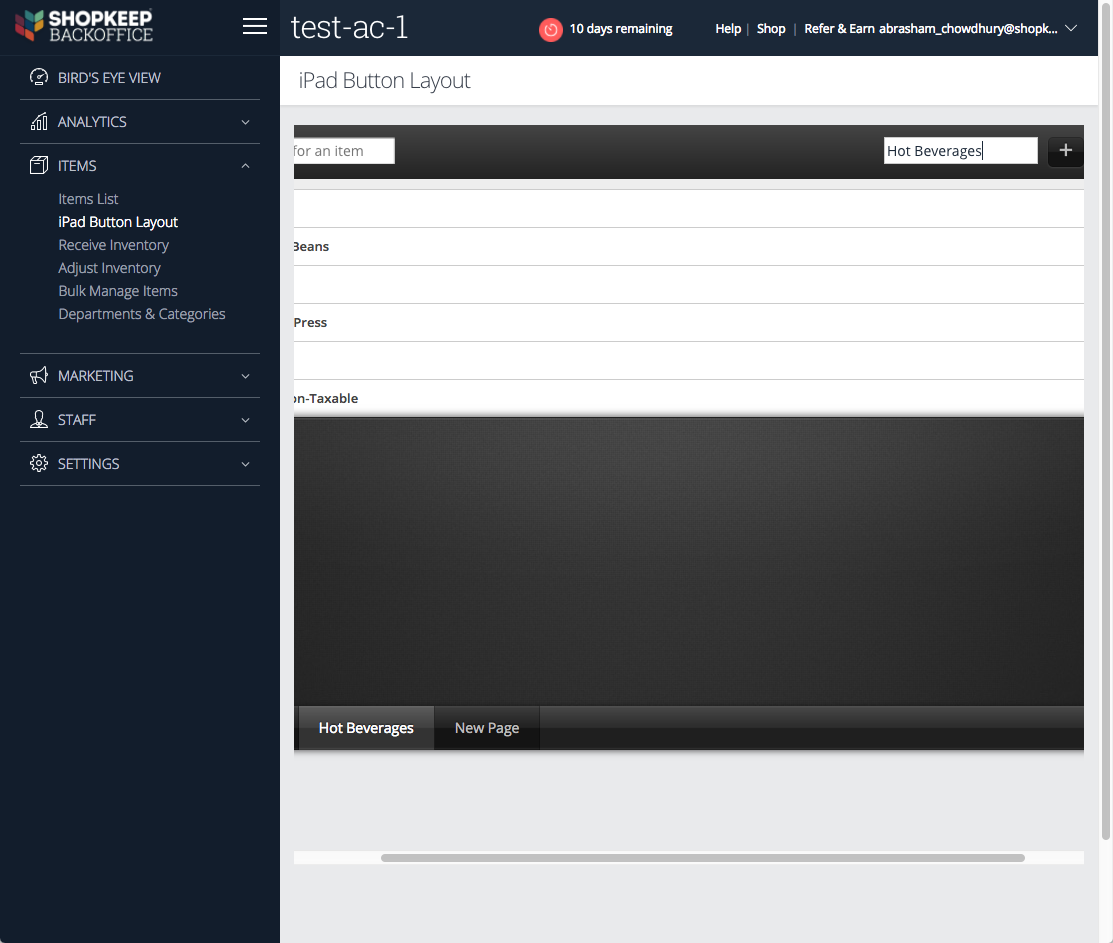 SHOPKEEP
BACKOFFICE
test-ac-1
10 days remaining
Help | Shop | Refer & Earn abrasham_chowdhury@shopk...
BIRD'S EYE VIEW
ANALYTICS
ITEMS
Items List
iPad Button Layout
Receive Inventory
Adjust Inventory
Bulk Manage Items
Departments & Categories
MARKETING
STAFF
SETTINGS
iPad Button Layout
for an item
Hot Beverages
+
Beans
Press
on-Taxable
Hot Beverages
New Page